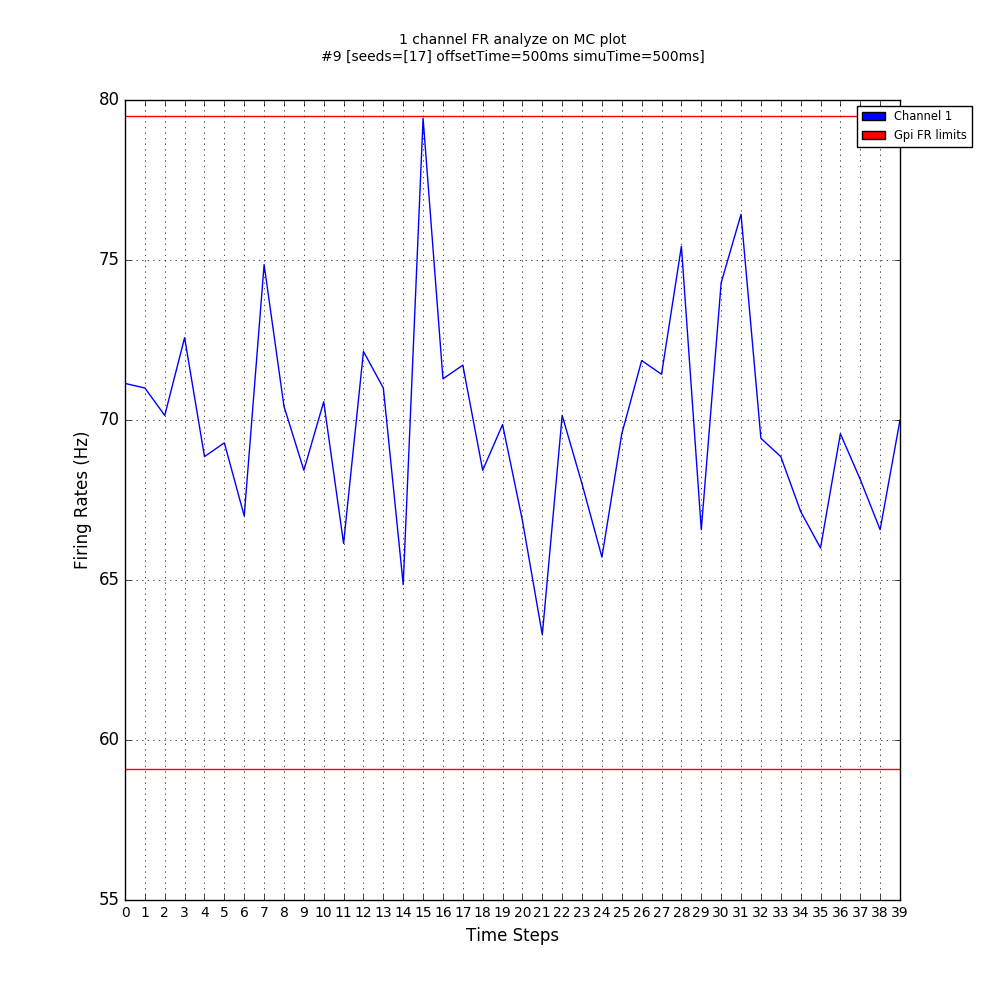 1 channel FR analyze on MC plot
#9 [seeds=[17] offsetTime=500ms simuTime=500ms]
Channel 1
Gpi FR limits
80
75
70
65
60
55
Firing Rates (Hz)
0 1 2 3 4 5 6 7 8 9 10 11 12 13 14 15 16 17 18 19 20 21 22 23 24 25 26 27 28 29 30 31 32 33 34 35 36 37 38 39
Time Steps